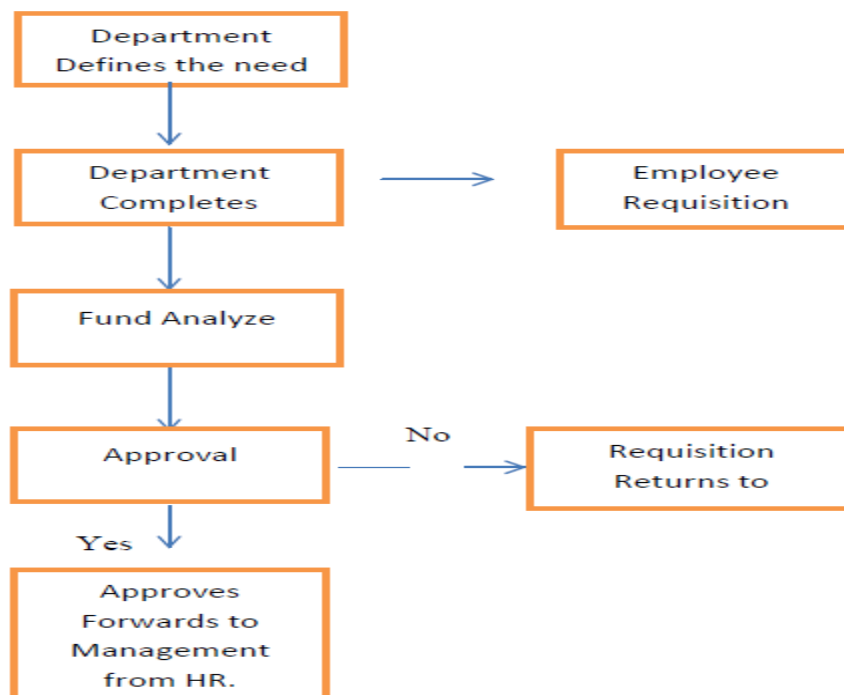 Department
Defines the need
Department
Completes
Employee
Requisition
Fund Analyze
Approval
No
Requisition
Returns to
Yes
Approves
Forwards to
Management
from HR.